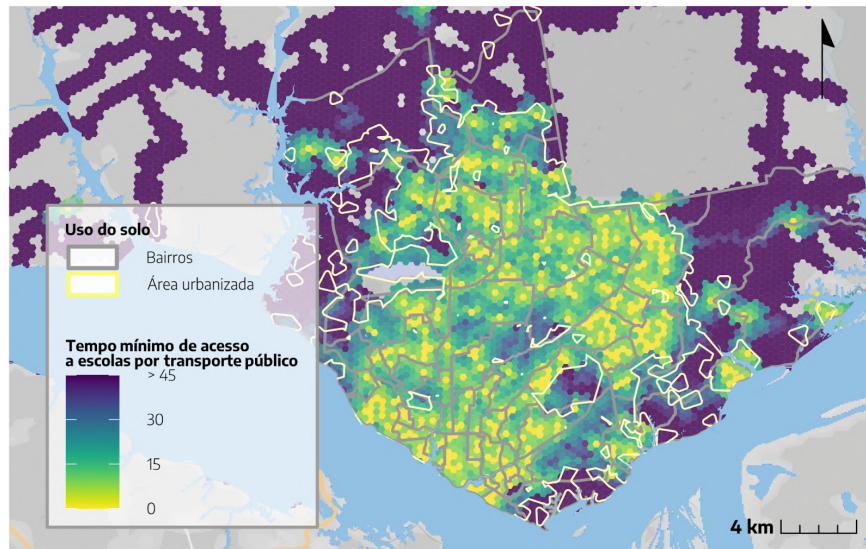 Uso do solo
Bairros
Área urbanizada
Tempo mínimo de acesso
a escolas por transporte público
> 45
30
15
0
4 km